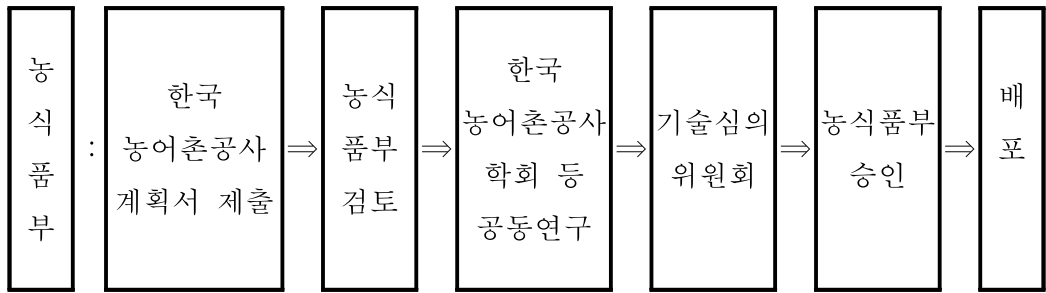 농
식
품
부
:
한국
농어촌공사
계획서 제출
⇒
농식
품부
검토
⇒
한국
농어촌공사
학회 등
공동연구
⇒
기술심의
위원회
⇒
농식품부
승인
⇒
배
포